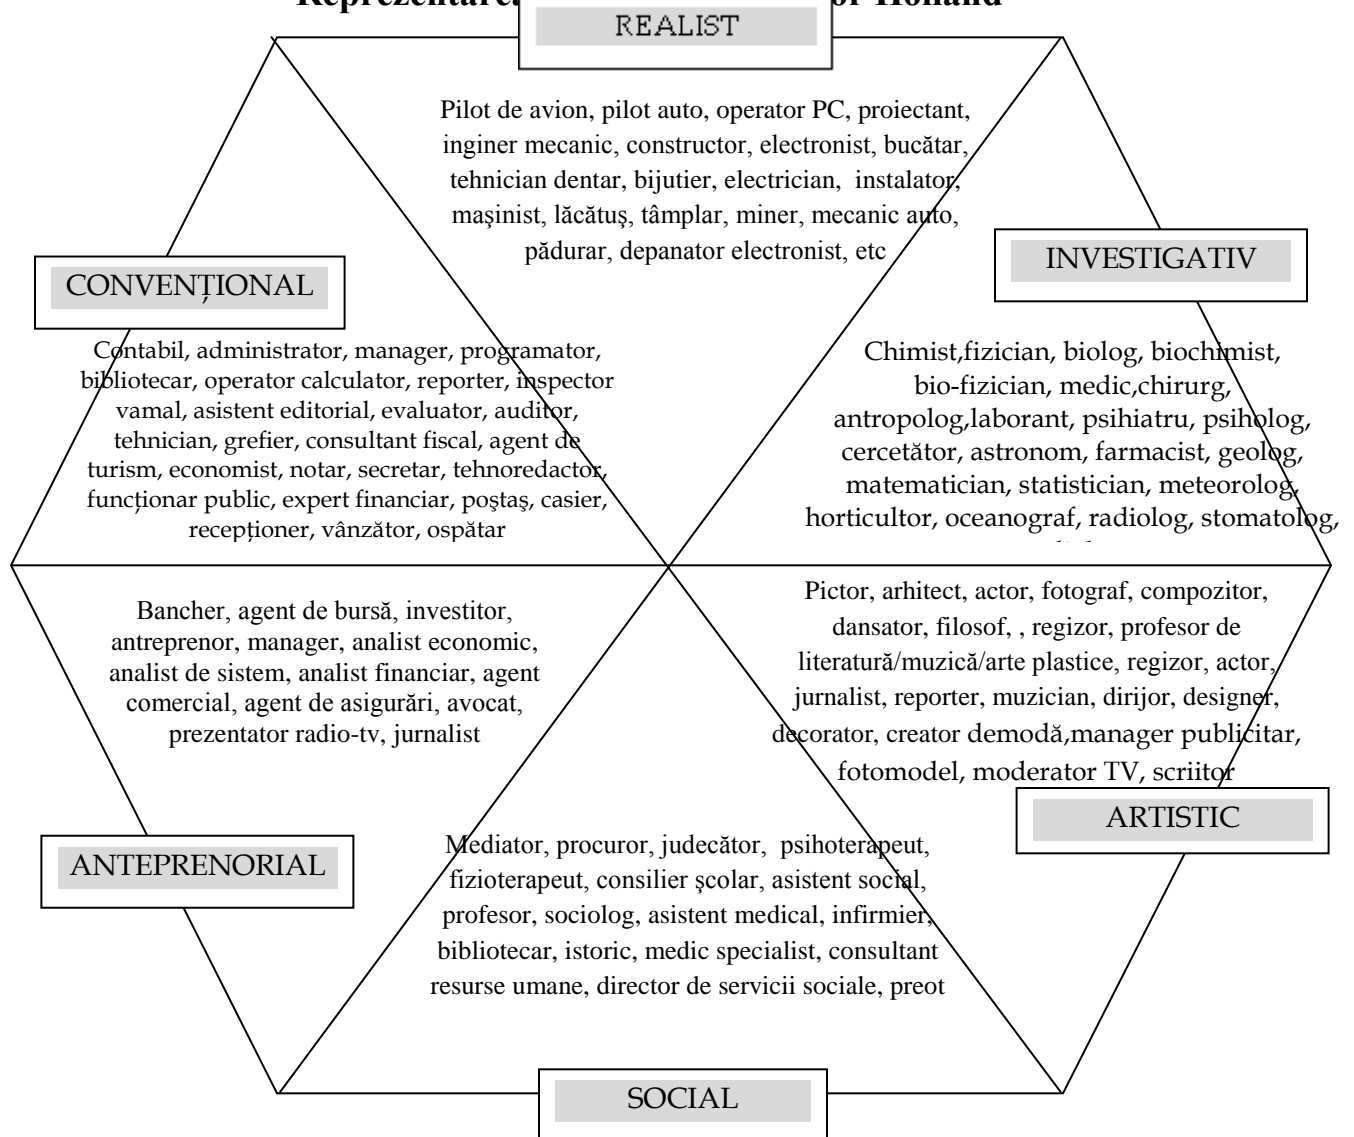 Holland
REALIST
Pilot de avion, pilot auto, operator PC, proiectant,
inginer mecanic, constructor, electronist, bucătar,
tehnician dentar, bijutier, electrician, instalator,
maşinist, lăcătuş, tâmplar, miner, mecanic auto,
pădurar, depanator electronist, etc
INVESTIGATIV
Chimist,fizician, biolog, biochimist,
bio-fizician, medic,chirurg,
antropolog,laborant, psihiatru, psiholog,
cercetător, astronom, farmacist, geolog,
matematician, statistician, meteorolog,
horticultor, oceanograf, radiolog, stomatolog,
CONVENȚIONAL
Contabil, administrator, manager, programator,
bibliotecar, operator calculator, reporter, inspector
vamal, asistent editorial, evaluator, auditor,
tehnician, grefier, consultant fiscal, agent de
turism, economist, notar, secretar, tehnoredactor,
funcționar public, expert financiar, poştaş, casier,
recepționer, vânzător, ospătar
Bancher, agent de bursă, investitor,
antreprenor, manager, analist economic,
analist de sistem, analist financiar, agent
comercial, agent de asigurări, avocat,
prezentator radio-tv, jurnalist
ANTEPRENORIAL
Pictor, arhitect, actor, fotograf, compozitor,
dansator, filosof, , regizor, profesor de
literatură/muzică/arte plastice, regizor, actor,
jurnalist, reporter, muzician, dirijor, designer,
decorator, creator demodă,manager publicitar,
fotomodel, moderator TV, scriitor
ARTISTIC
Mediator, procuror, judecător, psihoterapeut,
fizioterapeut, consilier şcolar, asistent social,
profesor, sociolog, asistent medical, infirmier,
bibliotecar, istoric, medic specialist, consultant
resurse umane, director de servicii sociale, preot
SOCIAL